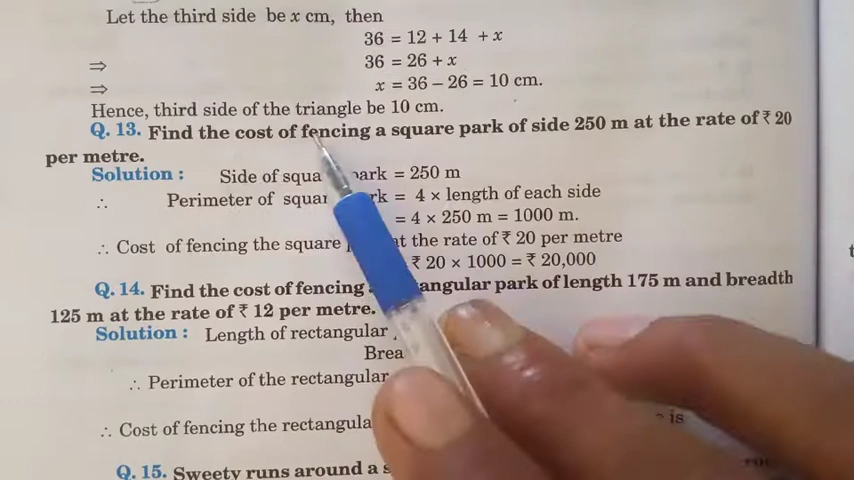 Let the third side be x cm, then
36 = 12 + 14 + x
⇒ 36 = 26 + x
⇒ x = 36 – 26 = 10 cm.
Hence, third side of the triangle be 10 cm.
Q. 13. Find the cost of fencing a square park of side 250 m at the rate of ₹ 20
per metre.
Solution : Side of squa ark = 250 m
∴ Perimeter of squar rk = 4 × length of each side
= 4 × 250 m = 1000 m.
∴ Cost of fencing the square at the rate of ₹ 20 per metre
₹ 20 × 1000 = ₹ 20,000
Q. 14. Find the cost of fencing angular park of length 175 m and breadth
125 m at the rate of ₹ 12 per metre.
Solution : Length of rectangular
Brea
∴ Perimeter of the rectangular
∴ Cost of fencing the rectangula is
Q. 15. Sweety runs around a s